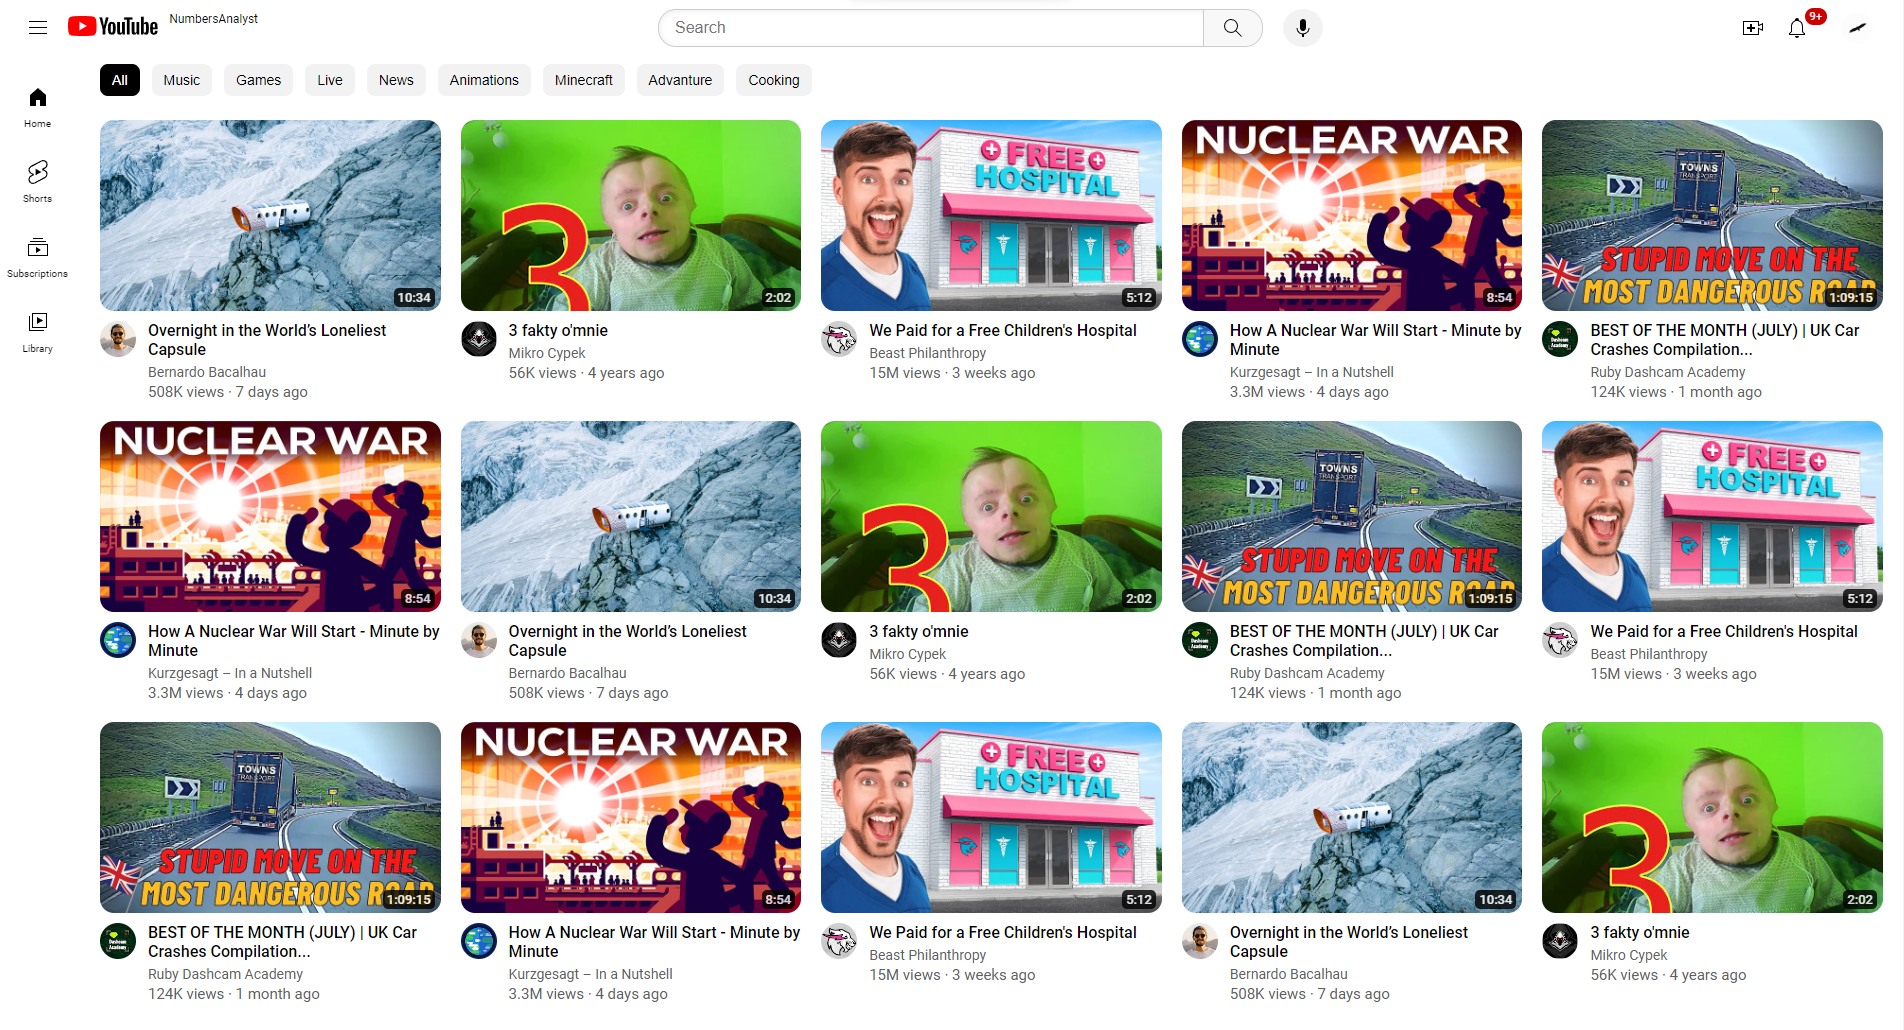 YouTube
NumbersAnalyst
Search
9+
All
Music
Games
Live
News
Animations
Minecraft
Advanture
Cooking
Home
Shorts
Subscriptions
Library
10:34
Overnight in the World's Loneliest
Capsule
Bernardo Bacalhau
508K views · 7 days ago
3
2:02
3 fakty o'mnie
Mikro Cypek
56K views · 4 years ago
FREE
HOSPITAL
5:12
We Paid for a Free Children's Hospital
Beast Philanthropy
15M views · 3 weeks ago
NUCLEAR WAR
8:54
How A Nuclear War Will Start - Minute by
Minute
Kurzgesagt – In a Nutshell
3.3M views · 4 days ago
TOWNS
TRANSPORT
STUPID MOVE ON THE
MOST DANGEROUS ROAD
1:09:15
Dashcam
Academy
BEST OF THE MONTH (JULY) | UK Car
Crashes Compilation...
Ruby Dashcam Academy
124K views · 1 month ago
NUCLEAR WAR
8:54
How A Nuclear War Will Start - Minute by
Minute
Kurzgesagt – In a Nutshell
3.3M views · 4 days ago
10:34
Overnight in the World's Loneliest
Capsule
Bernardo Bacalhau
508K views · 7 days ago
3
2:02
3 fakty o'mnie
Mikro Cypek
56K views · 4 years ago
TOWNS
TRANSPORT
STUPID MOVE ON THE
MOST DANGEROUS ROAD
1:09:15
Dashcam
Academy
BEST OF THE MONTH (JULY) | UK Car
Crashes Compilation...
Ruby Dashcam Academy
124K views · 1 month ago
FREE
HOSPITAL
5:12
We Paid for a Free Children's Hospital
Beast Philanthropy
15M views · 3 weeks ago
TOWNS
TRANSPORT
STUPID MOVE ON THE
MOST DANGEROUS ROAD
1:09:15
Dashcam
Academy
BEST OF THE MONTH (JULY) | UK Car
Crashes Compilation...
Ruby Dashcam Academy
124K views · 1 month ago
NUCLEAR WAR
8:54
How A Nuclear War Will Start - Minute by
Minute
Kurzgesagt – In a Nutshell
3.3M views · 4 days ago
FREE
HOSPITAL
5:12
We Paid for a Free Children's Hospital
Beast Philanthropy
15M views · 3 weeks ago
10:34
Overnight in the World's Loneliest
Capsule
Bernardo Bacalhau
508K views · 7 days ago
3
2:02
3 fakty o'mnie
Mikro Cypek
56K views · 4 years ago